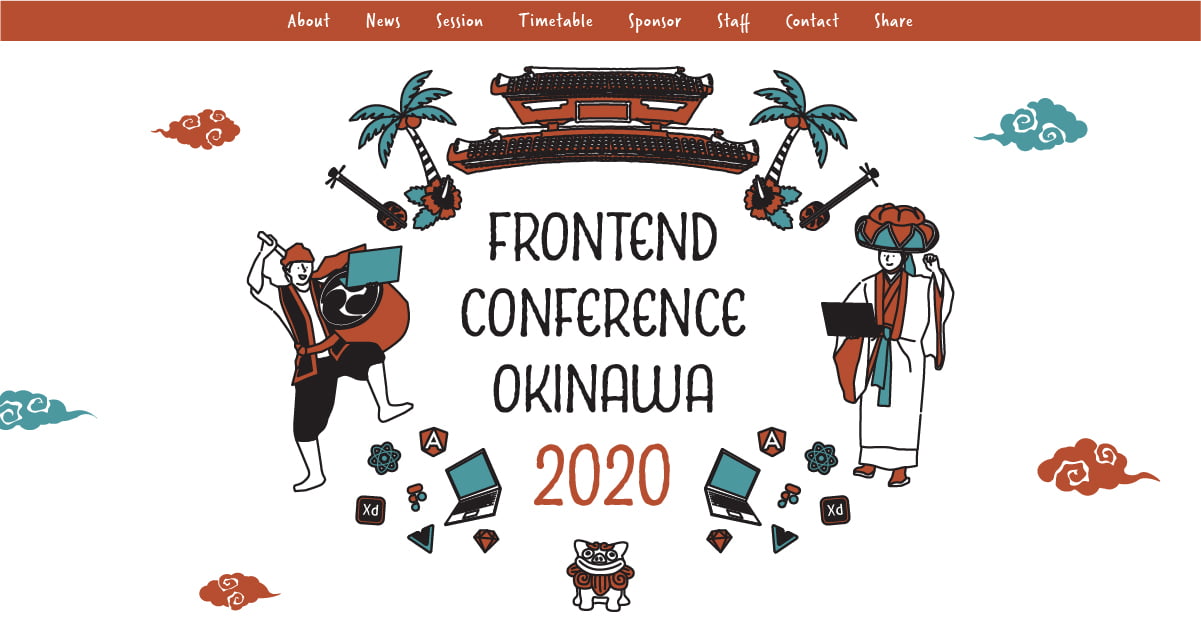 About News Session Timetable Sponsor Staff Contact Share
FRONTEND
CONFERENCE
OKINAWA
2020
A A
Xd Xd